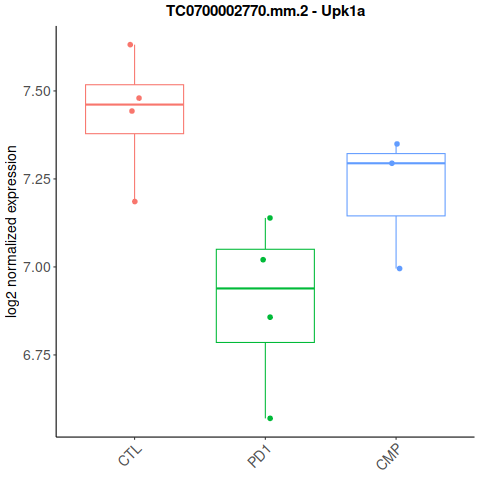 TC0700002770.mm.2 - Upk1a
log2 normalized expression
7.50
7.25
7.00
6.75
CTL
PD1
CMP